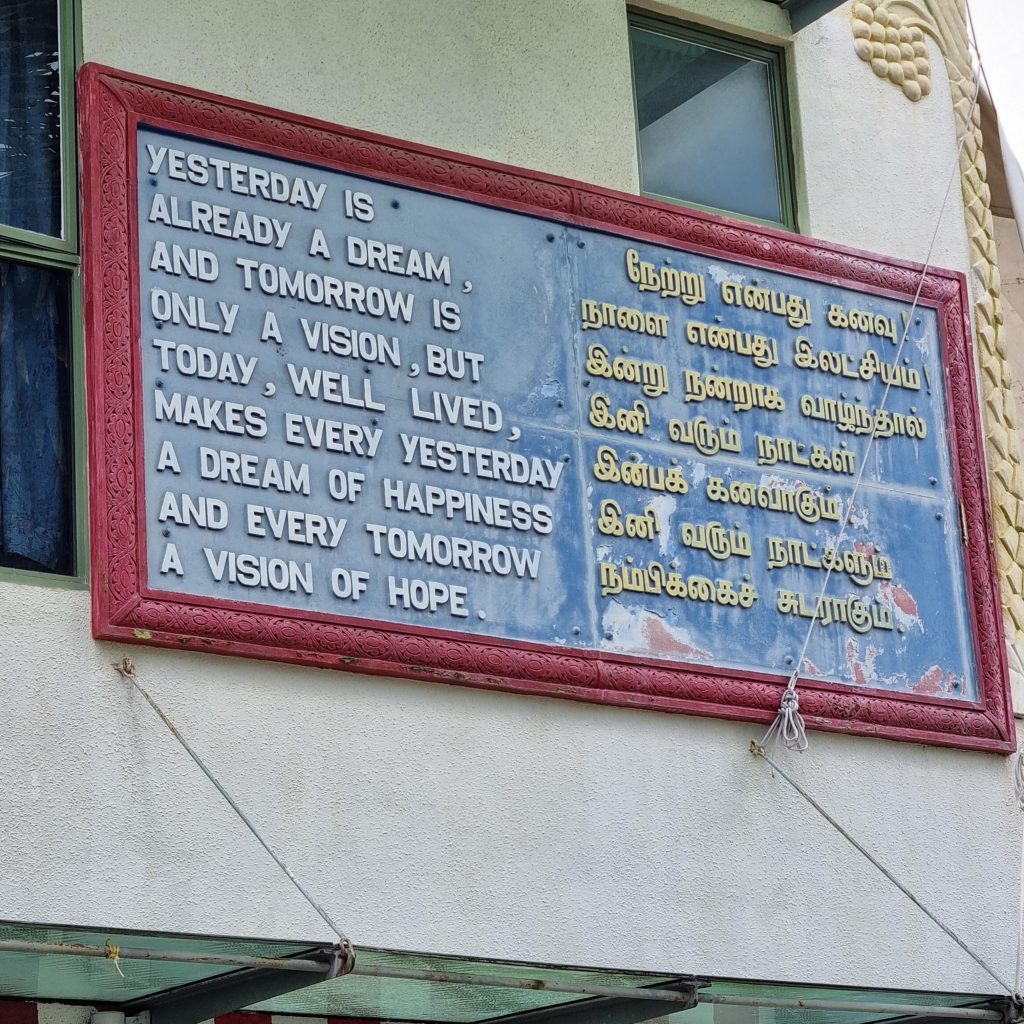 YESTERDAY IS
ALREADY A DREAM,
AND TOMORROW IS
ONLY A VISION, BUT
TODAY, WELL LIVED,
MAKES EVERY YESTERDAY
A DREAM OF HAPPINESS
AND EVERY TOMORROW
A VISION OF HOPE.
நேற்று என்பது கனவு!
நாளை என்பது இலட்சியம்!
இன்று நன்றாக வாழ்ந்தால்
இனி வரும் நாட்கள்
இன்பக் கனவாகும்
இனி வரும் நாட்களும்
நம்பிக்கைச் சுடராகும்.